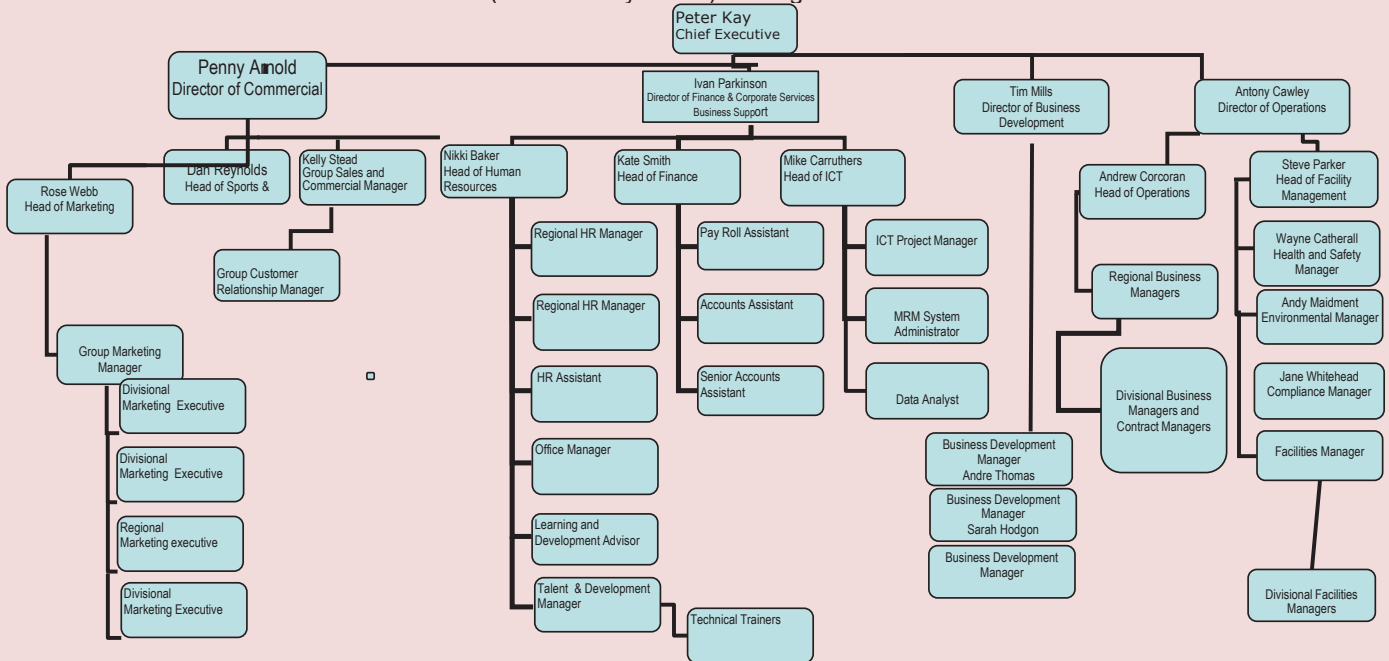 Peter Kay
Chief Executive
Penny Arnold
Director of Commercial
Ivan Parkinson
Director of Finance & Corporate Services
Business Support
Tim Mills
Director of Business
Development
Antony Cawley
Director of Operations
Rose Webb
Head of Marketing
Dan Reynolds
Head of Sports &
Kelly Stead
Group Sales and
Commercial Manager
Nikki Baker
Head of Human
Resources
Kate Smith
Head of Finance
Mike Carruthers
Head of ICT
Andrew Corcoran
Head of Operations
Steve Parker
Head of Facility
Management
Group Customer
Relationship Manager
Regional HR Manager
Pay Roll Assistant
ICT Project Manager
Wayne Catherall
Health and Safety
Manager
Regional Business
Managers
Regional HR Manager
Accounts Assistant
MRM System
Administrator
Andy Maidment
Environmental Manager
Group Marketing
Manager
HR Assistant
Senior Accounts
Assistant
Data Analyst
Divisional Business
Managers and
Contract Managers
Jane Whitehead
Compliance Manager
Divisional
Marketing Executive
Office Manager
Business Development
Manager
Andre Thomas
Facilities Manager
Divisional
Marketing Executive
Business Development
Manager
Sarah Hodgon
Regional
Marketing executive
Learning and
Development Advisor
Business Development
Manager
Divisional
Marketing Executive
Talent & Development
Manager
Technical Trainers
Divisional Facilities
Managers